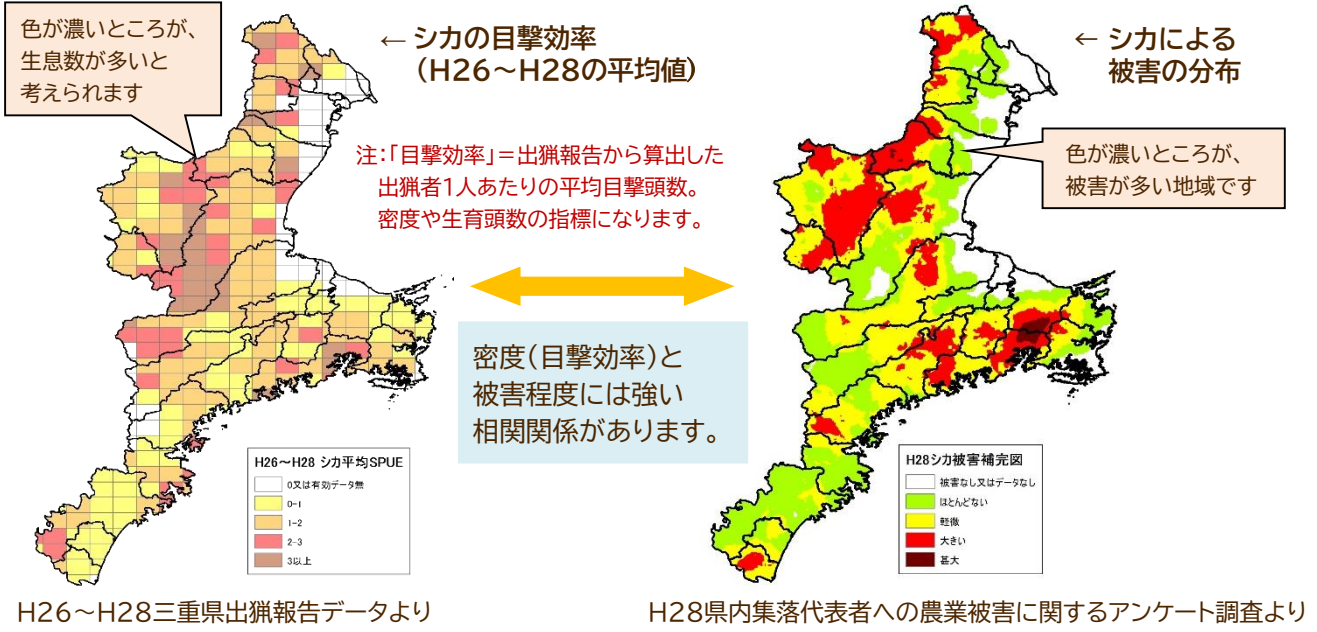 色が濃いところが、
生息数が多いと
考えられます
← シカの目撃効率
（H26～H28の平均値）
注：「目撃効率」＝出猟報告から算出した
出猟者1人あたりの平均目撃頭数。
密度や生育頭数の指標になります。
← シカによる
被害の分布
色が濃いところが、
被害が多い地域です
密度（目撃効率）と
被害程度には強い
相関関係があります。
H26～H28 シカ平均SPUE
0又は有効データ無
0-1
1-2
2-3
3以上
H28シカ被害補完図
被害なし又はデータなし
ほとんどない
軽微
大きい
甚大
H26～H28三重県出猟報告データより
H28県内集落代表者への農業被害に関するアンケート調査より